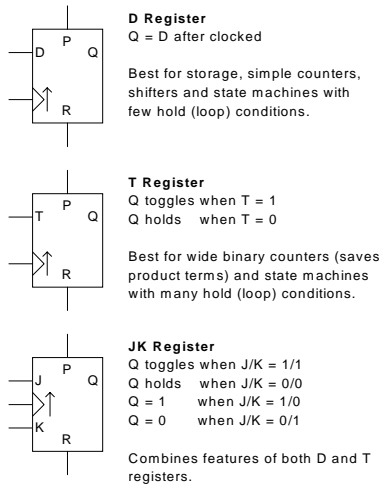 D Register
P
D Q
R
Q = D after clocked
Best for storage, simple counters,
shifters and state machines with
few hold (loop) conditions.
T Register
P
T Q
R
Q toggles when T = 1
Q holds when T = 0
Best for wide binary counters (saves
product terms) and state machines
with many hold (loop) conditions.
JK Register
P
J Q
K
R
Q toggles when J/K = 1/1
Q holds when J/K = 0/0
Q = 1 when J/K = 1/0
Q = 0 when J/K = 0/1
Combines features of both D and T
registers.